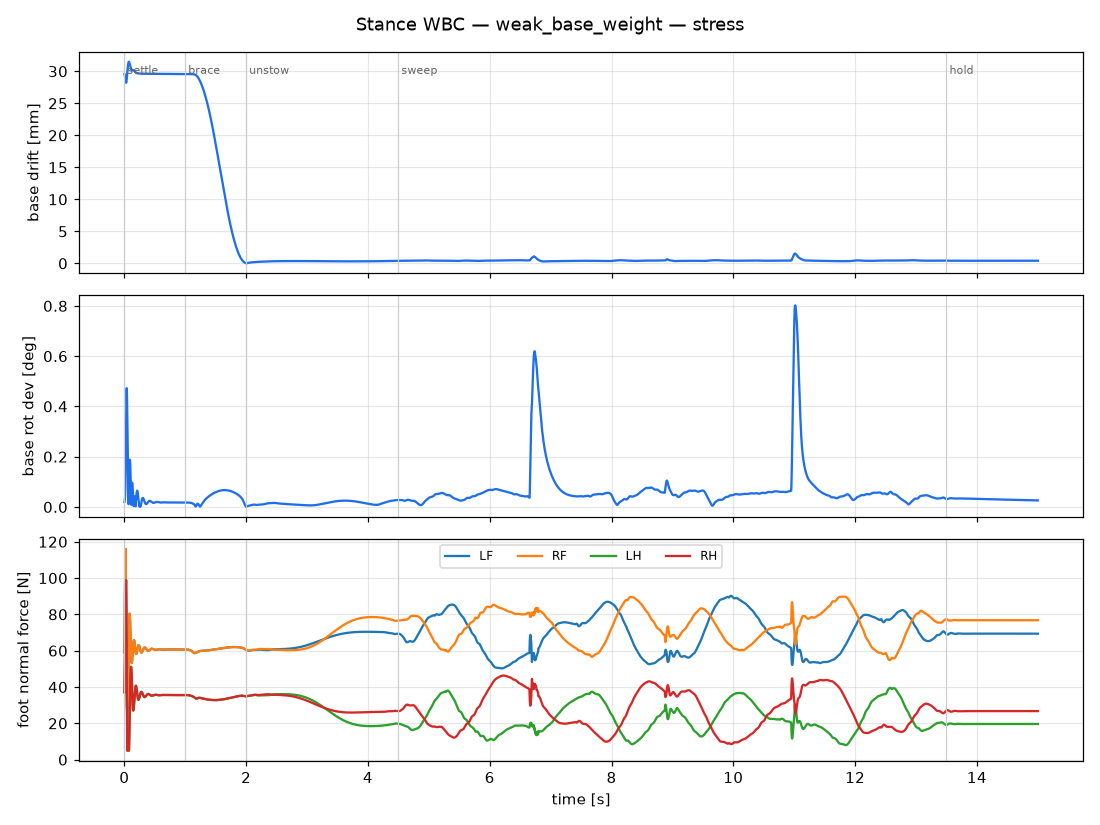 Stance WBC — weak_base_weight — stress
base drift [mm]
30
25
20
15
10
5
0
settle
brace
unstow
sweep
hold
base rot dev [deg]
0.8
0.6
0.4
0.2
0.0
foot normal force [N]
120
100
80
60
40
20
0
LF RF LH RH
0 2 4 6 8 10 12 14
time [s]